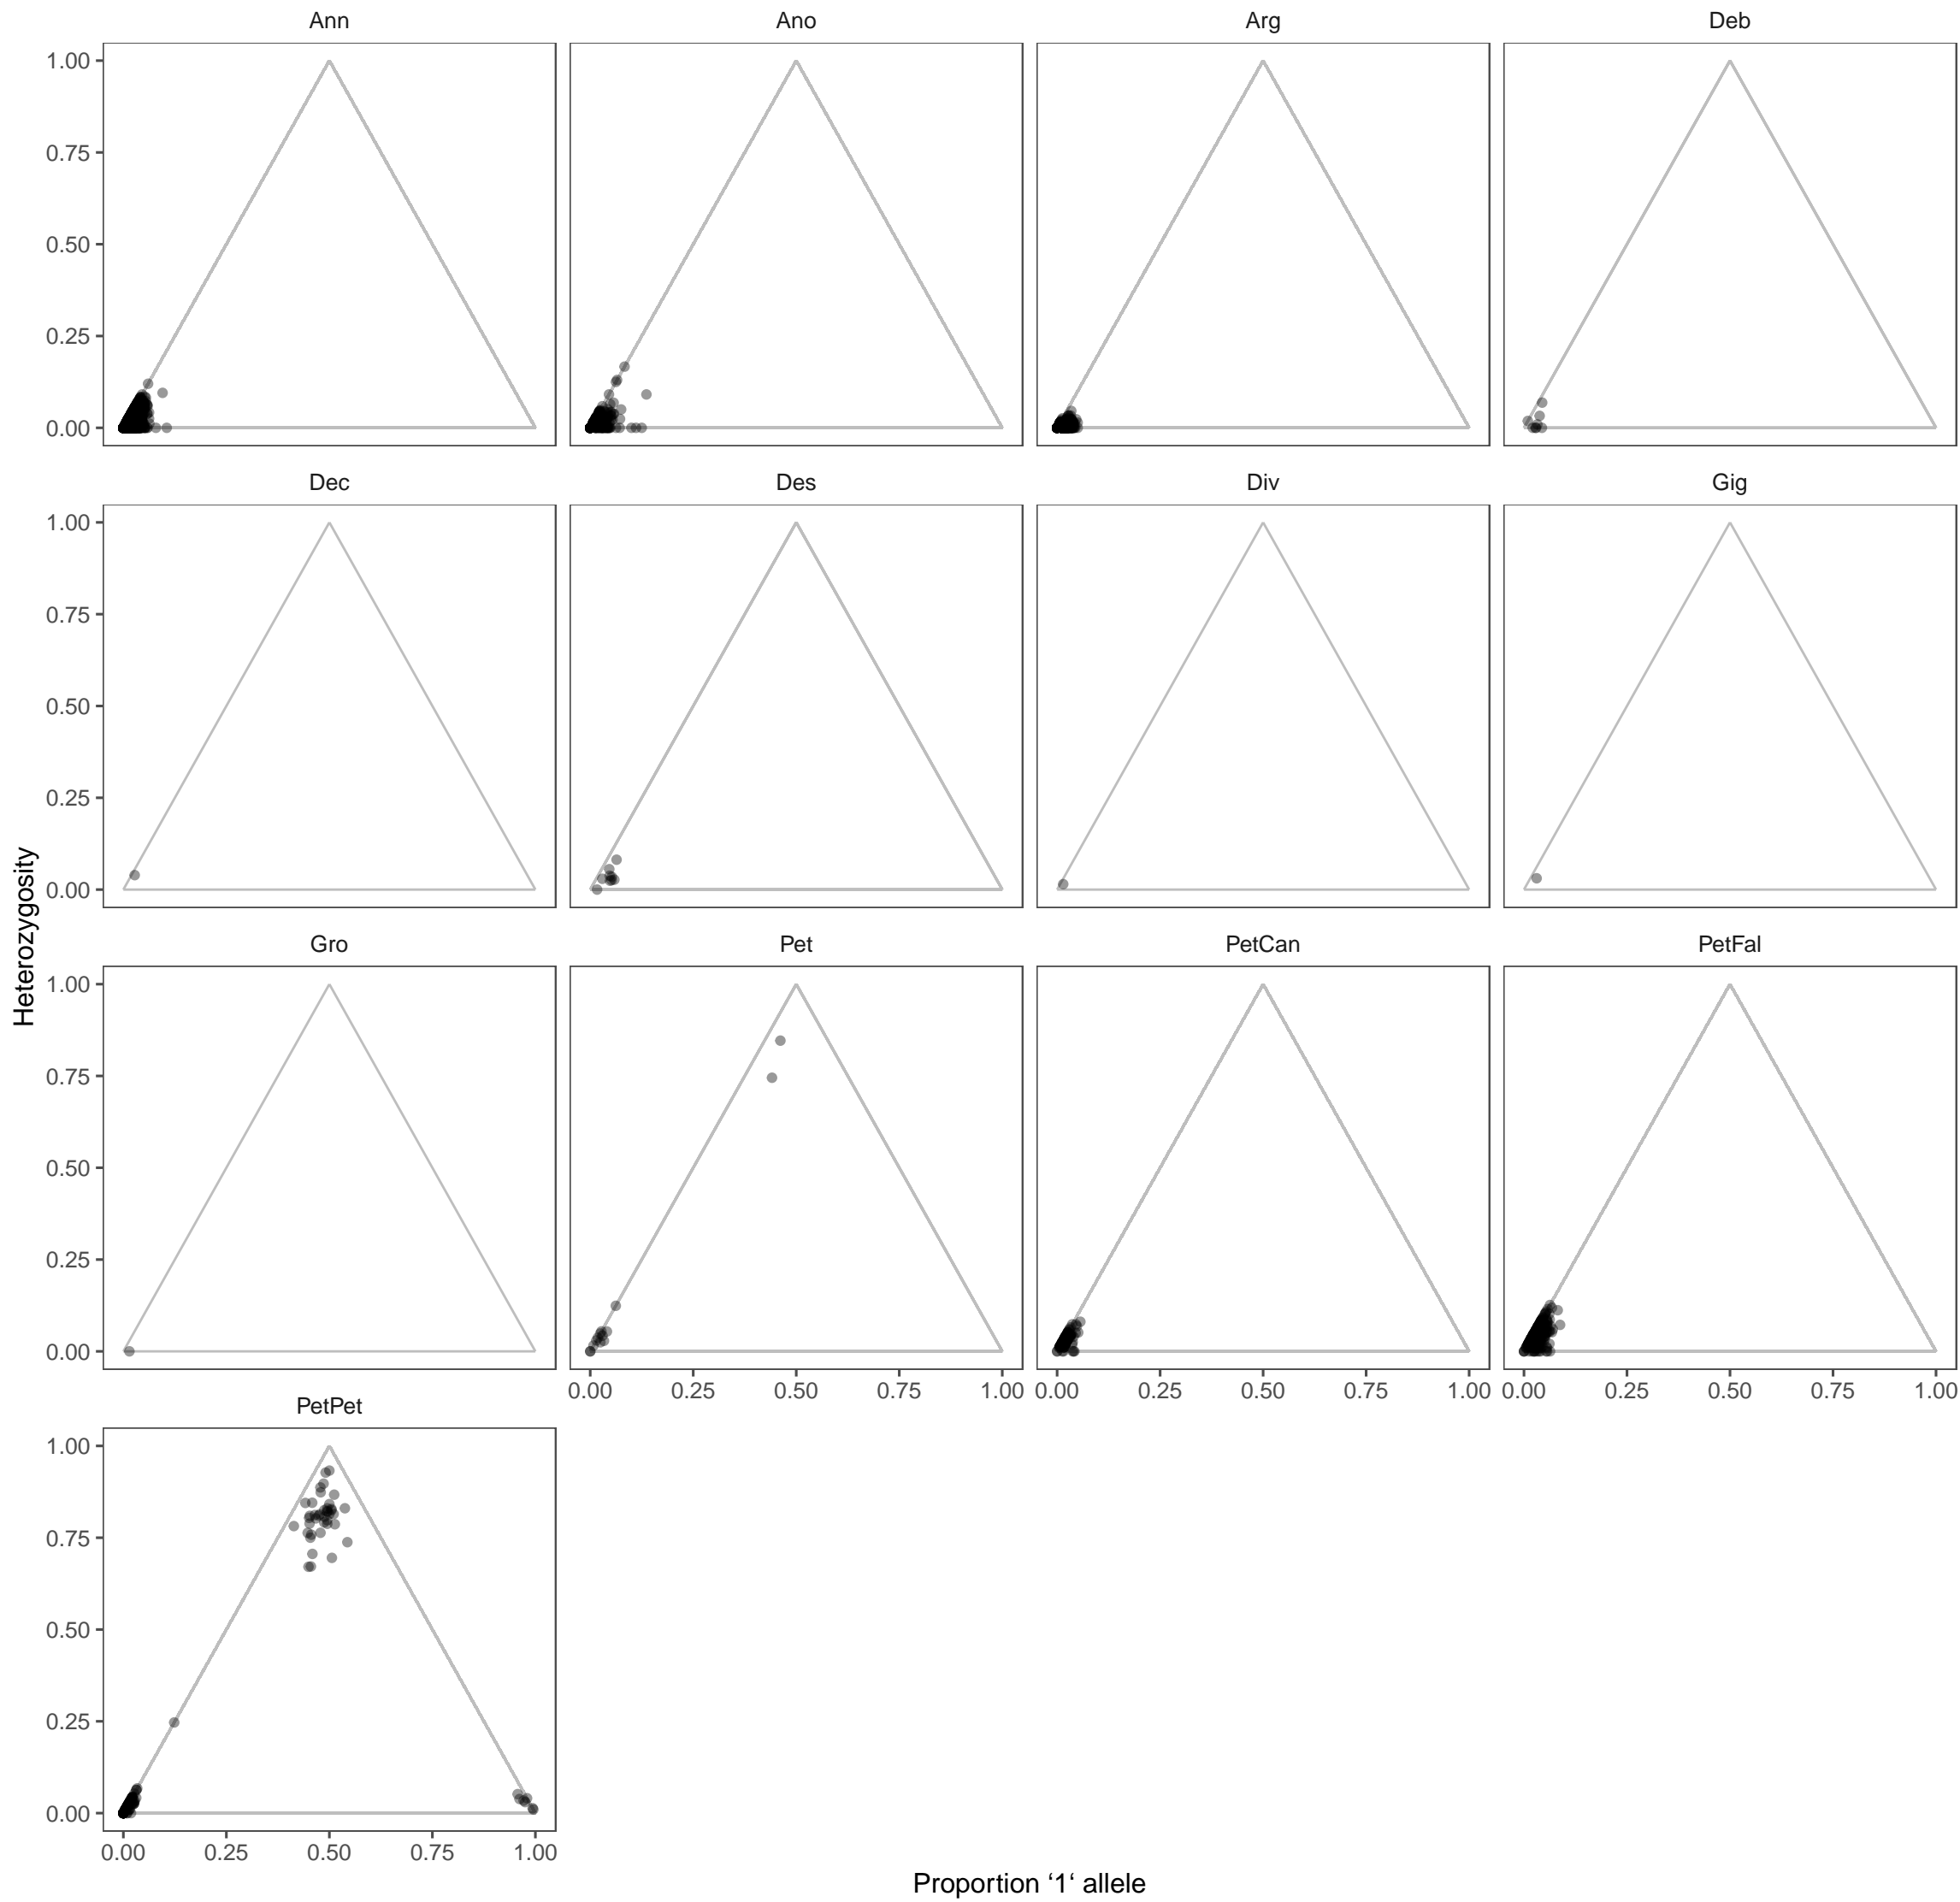 Ann Ano Arg Deb
1.00
0.75
0.50
0.25
0.00
Dec Des Div Gig
1.00
0.75
0.50
0.25
0.00
Heterozygosity
Gro Pet PetCan PetFal
1.00
0.75
0.50
0.25
0.00
0.00 0.25 0.50 0.75 1.00 0.00 0.25 0.50 0.75 1.00 0.00 0.25 0.50 0.75 1.00
PetPet
1.00
0.75
0.50
0.25
0.00
0.00 0.25 0.50 0.75 1.00
Proportion ‘1‘ allele